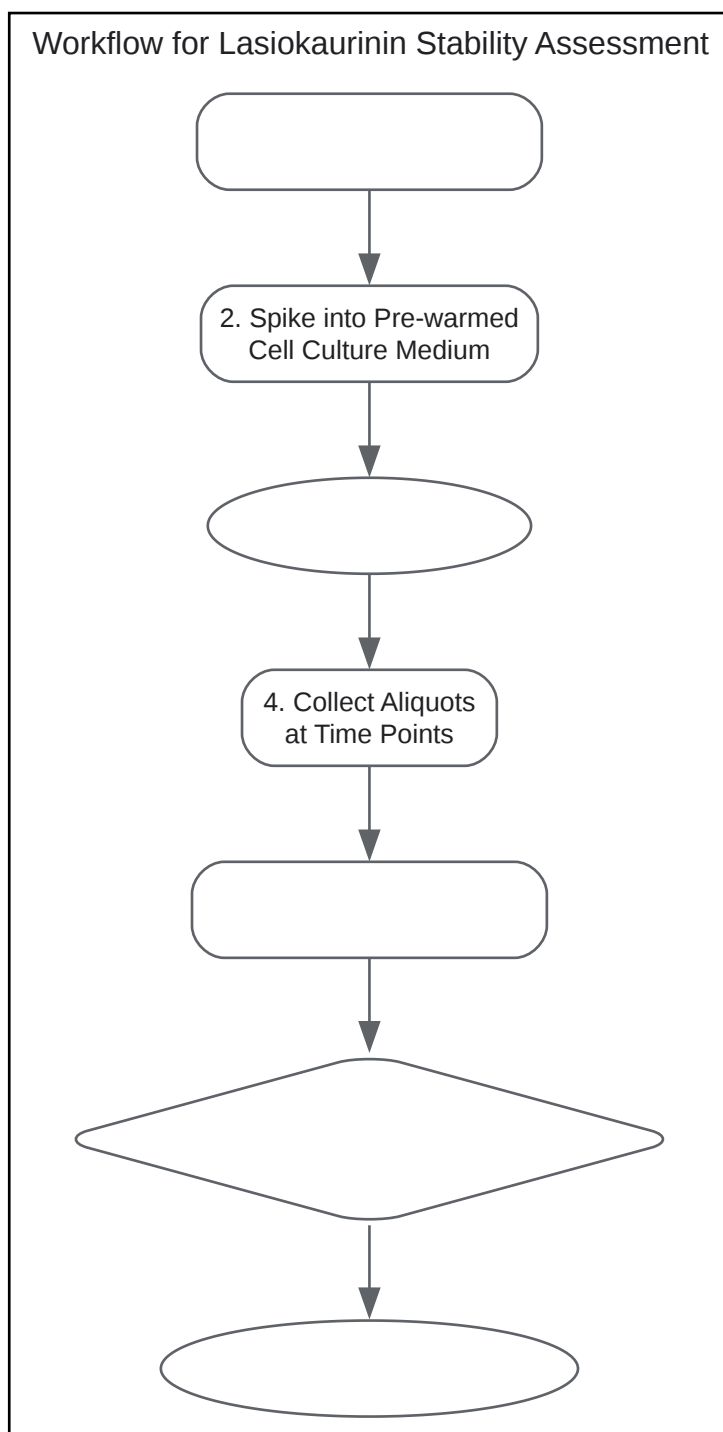 Workflow for Lasiokaurinin Stability Assessment
2. Spike into Pre-warmed
Cell Culture Medium
4. Collect Aliquots
at Time Points